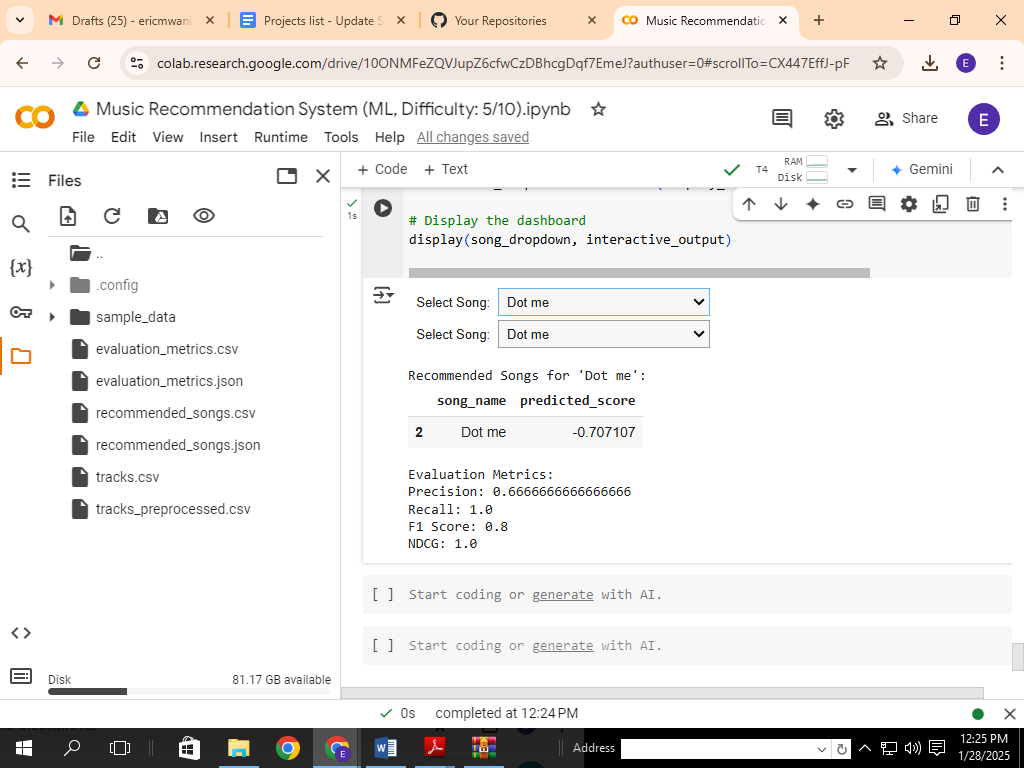 Drafts (25) - ericmwani
Projects list - Update S
Your Repositories
Music Recommendatio
colab.research.google.com/drive/10ONMFeZQVJupZ6cfwCzDBhcgDqf7EmeJ?authuser=0#scrollTo=CX447EffJ-pF
E
Music Recommendation System (ML, Difficulty: 5/10).ipynb
File Edit View Insert Runtime Tools Help All changes saved
Share
E
Files
+ Code + Text
T4
RAM
Disk
Gemini
..
.config
sample_data
evaluation_metrics.csv
evaluation_metrics.json
recommended_songs.csv
recommended_songs.json
tracks.csv
tracks_preprocessed.csv
{x}
Disk
81.17 GB available
1s
# Display the dashboard
display(song_dropdown, interactive_output)
Select Song: Dot me
Select Song: Dot me
Recommended Songs for 'Dot me':
song_name predicted_score
2 Dot me -0.707107
Evaluation Metrics:
Precision: 0.6666666666666666
Recall: 1.0
F1 Score: 0.8
NDCG: 1.0
[ ] Start coding or generate with AI.
[ ] Start coding or generate with AI.
0s completed at 12:24 PM
Address
12:25 PM
1/28/2025